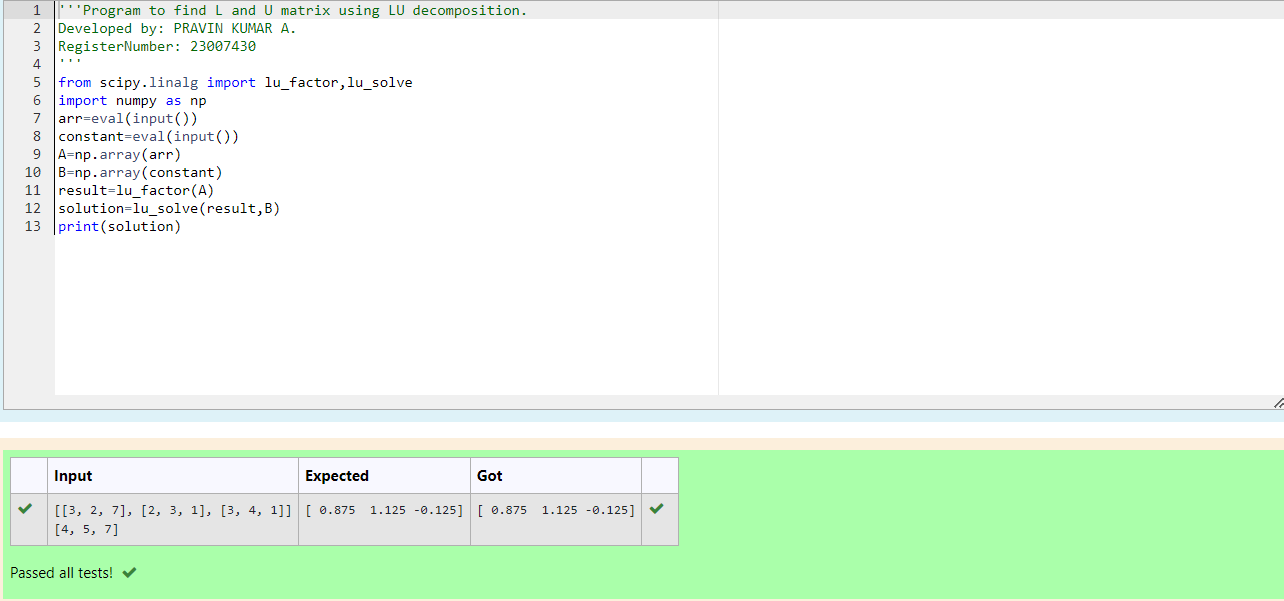 1 '''Program to find L and U matrix using LU decomposition.
2 Developed by: PRAVIN KUMAR A.
3 RegisterNumber: 23007430
4 '''
5 from scipy.linalg import lu_factor,lu_solve
6 import numpy as np
7 arr=eval(input())
8 constant=eval(input())
9 A=np.array(arr)
10 B=np.array(constant)
11 result=lu_factor(A)
12 solution=lu_solve(result,B)
13 print(solution)
Input Expected Got
[[3, 2, 7], [2, 3, 1], [3, 4, 1]] [ 0.875  1.125 -0.125] [ 0.875  1.125 -0.125]
[4, 5, 7]
Passed all tests!